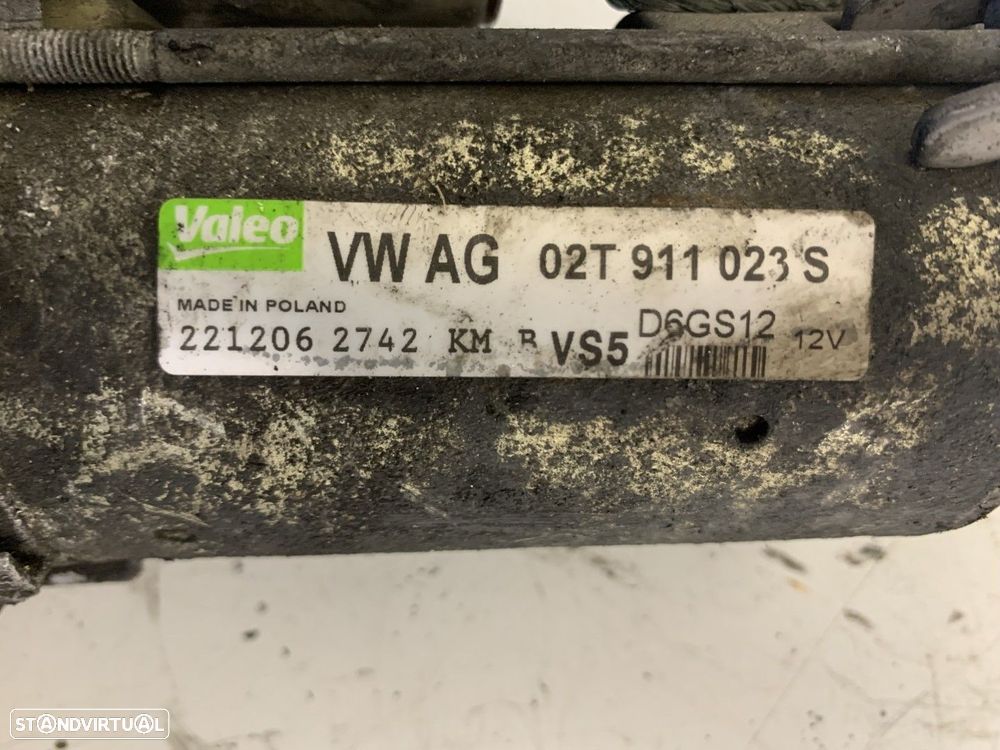 Valeo
VW AG 02T 911 023 S
MADE IN POLAND
221206 2742 KM B VS5 D6GS12 12V
STANDVIRTUAL